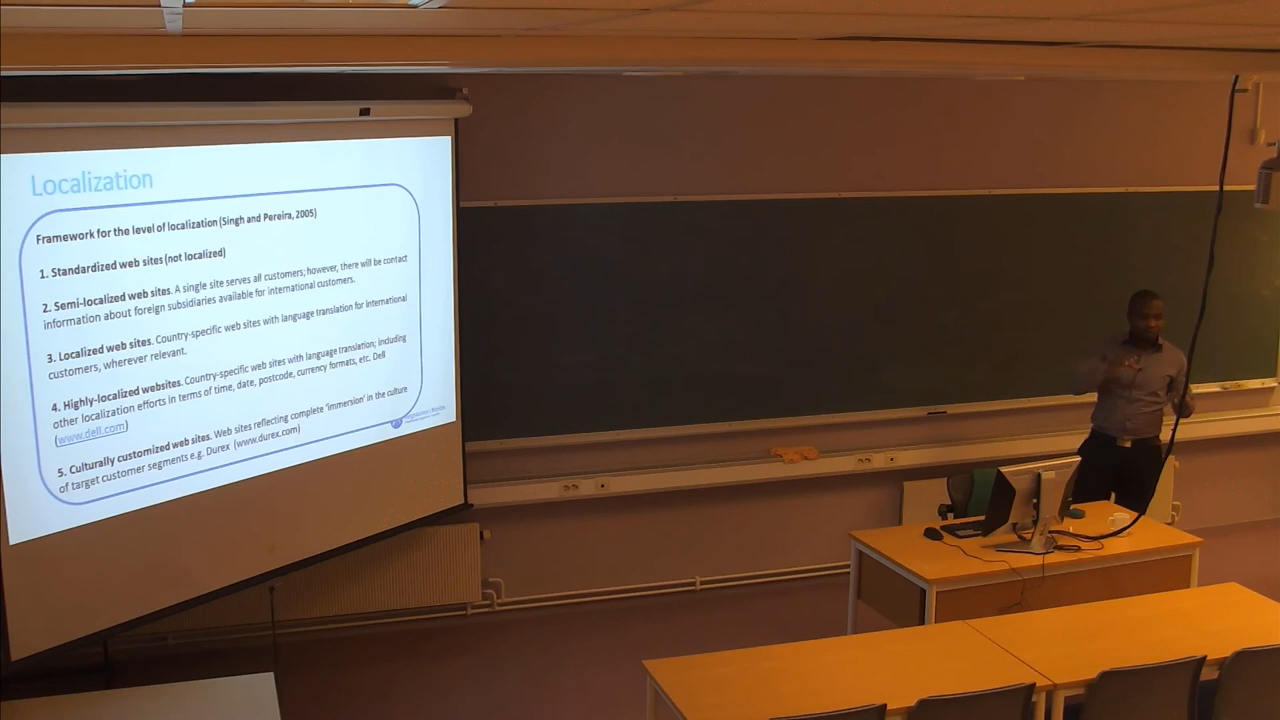 Localization
Framework for the level of localization (Singh and Pereira, 2005)
1. Standardized web sites (not localized)
2. Semi-localized web sites. A single site serves all customers; however, there will be contact
information about foreign subsidiaries available for international customers.
3. Localized web sites. Country-specific web sites with language translation for international
customers, wherever relevant.
4. Highly-localized websites. Country-specific web sites with language translation; including
other localization efforts in terms of time, date, postcode, currency formats, etc. Dell
(www.dell.com)
5. Culturally customized web sites. Web sites reflecting complete 'immersion' in the culture
of target customer segments e.g. Durex (www.durex.com)